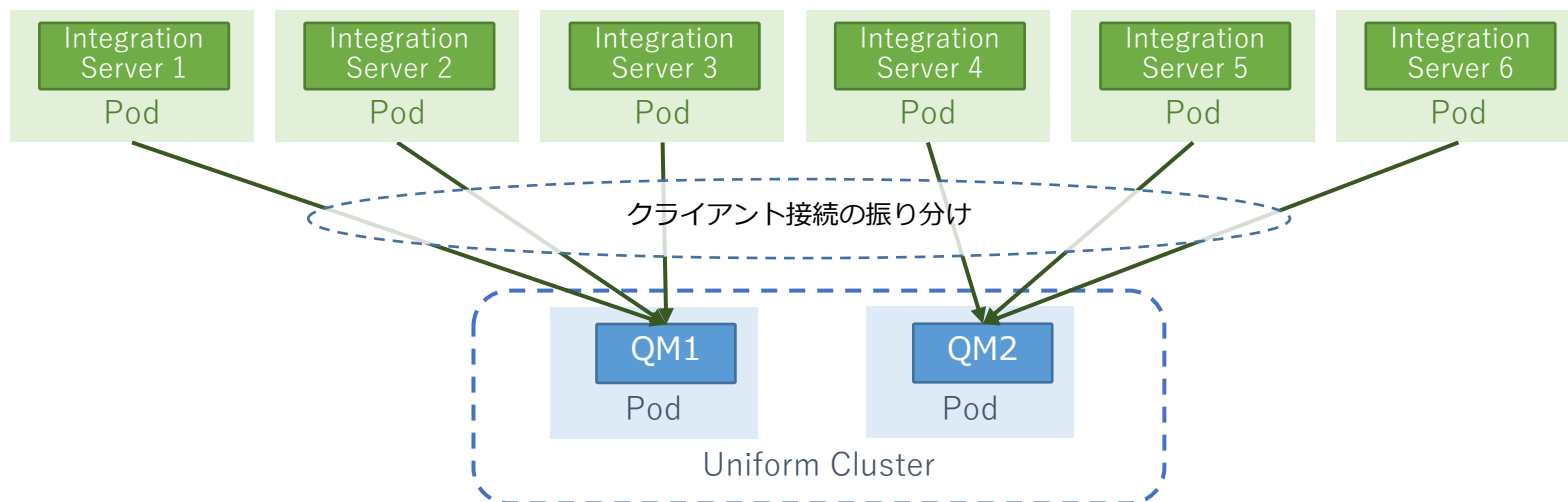 Integration
Server 1
Pod
Integration
Server 2
Pod
Integration
Server 3
Pod
Integration
Server 4
Pod
Integration
Server 5
Pod
Integration
Server 6
Pod
クライアント接続の振り分け
QM1
Pod
QM2
Pod
Uniform Cluster